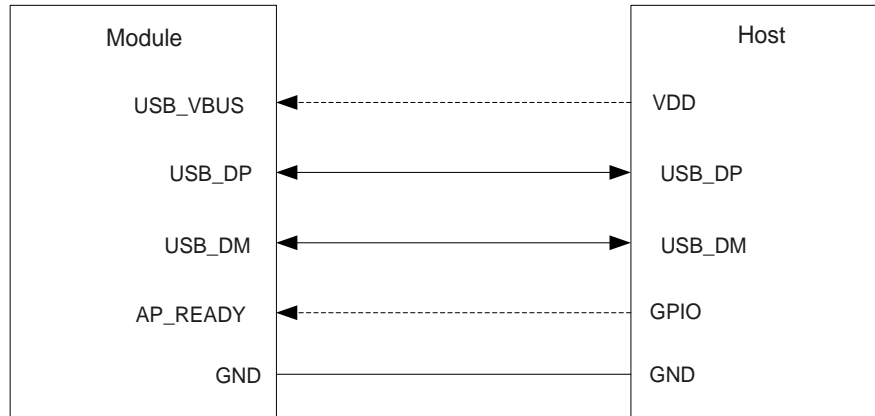 Module Host
USB_VBUS VDD
USB_DP USB_DP
USB_DM USB_DM
AP_READY GPIO
GND GND